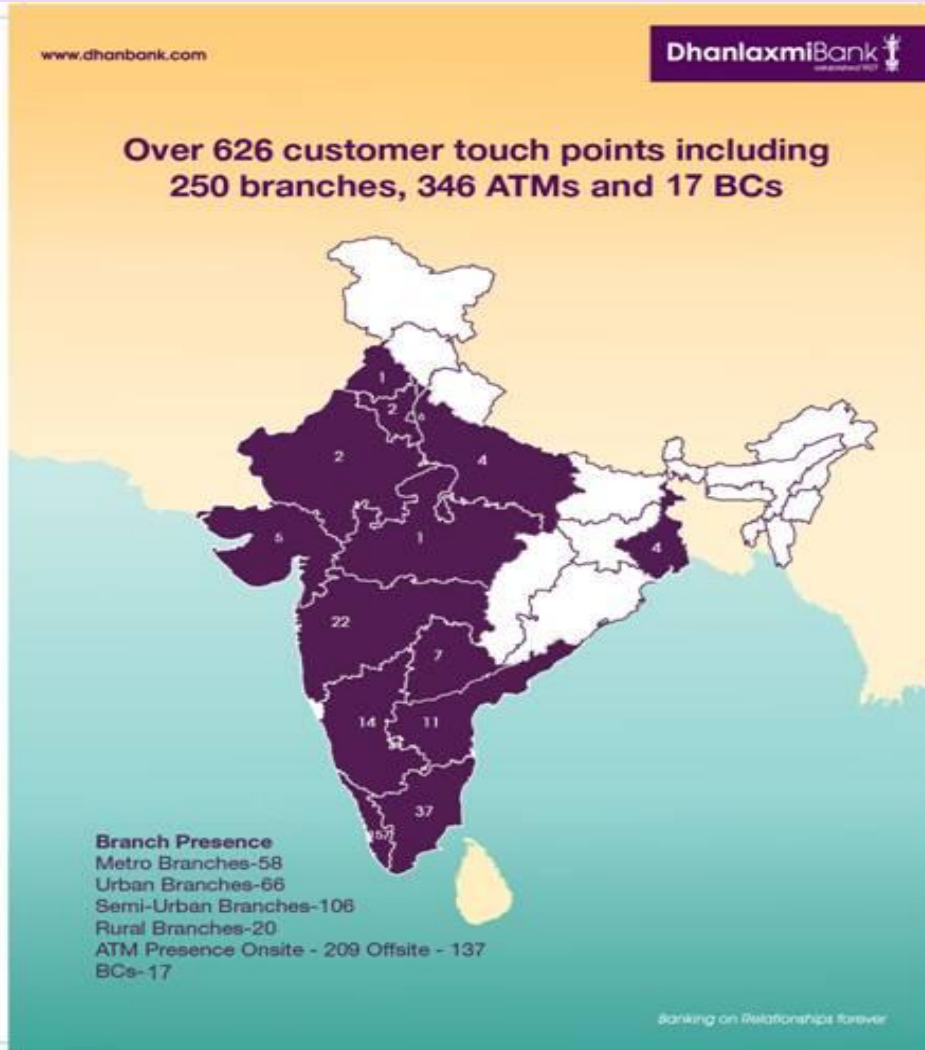 www.dhanbank.com
DhanlaxmiBank
Over 626 customer touch points including
250 branches, 346 ATMs and 17 BCs
1
2
6
2
4
5
1
4
22
7
14
11
37
157
Branch Presence
Metro Branches-58
Urban Branches-66
Semi-Urban Branches-106
Rural Branches-20
ATM Presence Onsite - 209 Offsite - 137
BCs-17
Banking on Relationships forever